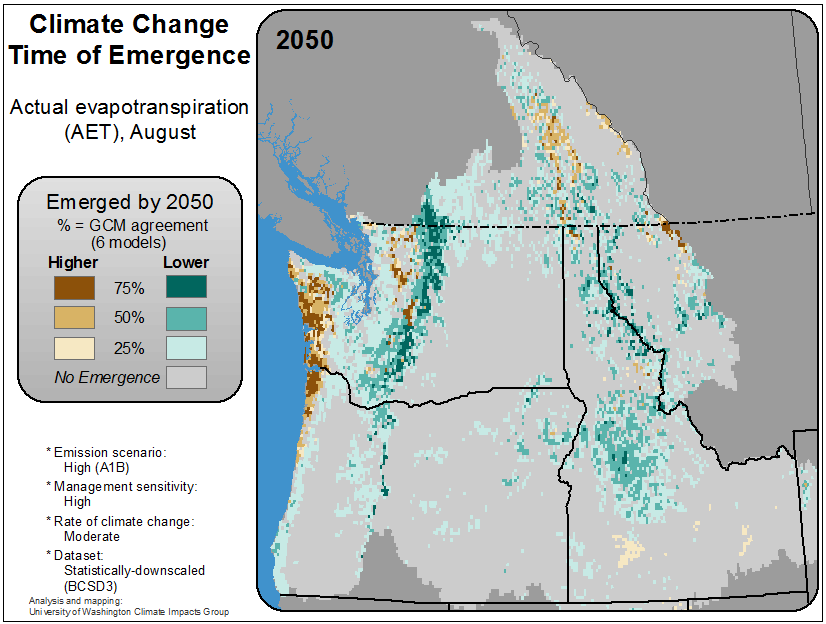 Climate Change
Time of Emergence
Actual evapotranspiration
(AET), August
Emerged by 2050
% = GCM agreement
(6 models)
Higher Lower
75%
50%
25%
No Emergence
* Emission scenario:
High (A1B)
* Management sensitivity:
High
* Rate of climate change:
Moderate
* Dataset:
Statistically-downscaled
(BCSD3)
Analysis and mapping:
University of Washington Climate Impacts Group
2050